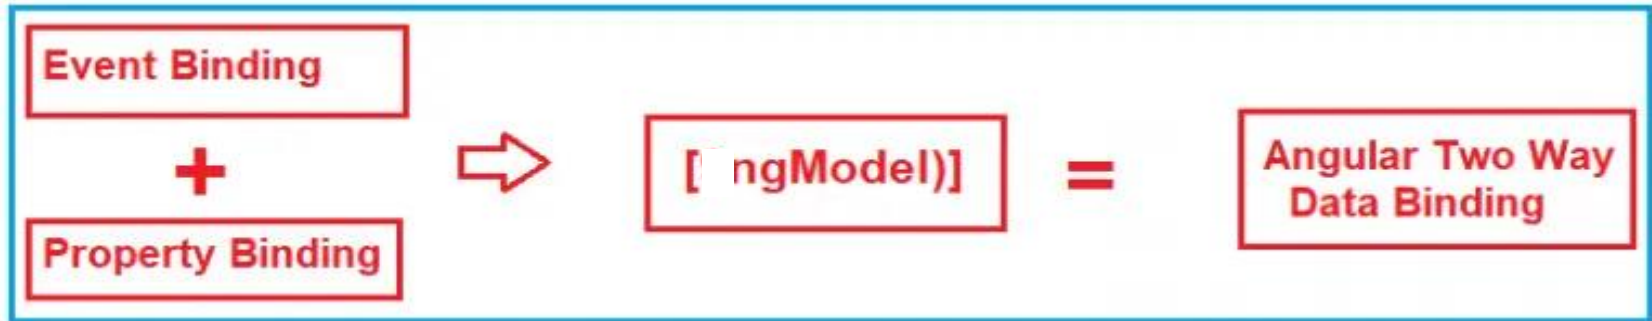 Event Binding
+
Property Binding
[ngModel)]
=
Angular Two Way
Data Binding